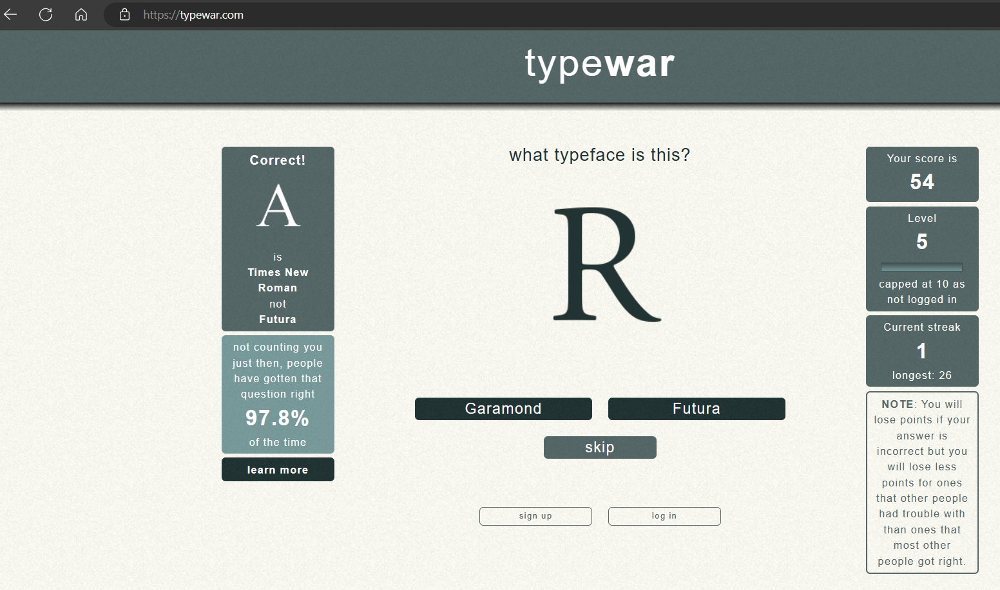 https://typewar.com
typewar
Correct!
A
is
Times New
Roman
not
Futura
not counting you
just then, people
have gotten that
question right
97.8%
of the time
learn more
what typeface is this?
R
Garamond
Futura
skip
sign up
log in
Your score is
54
Level
5
capped at 10 as
not logged in
Current streak
1
longest: 26
NOTE: You will
lose points if your
answer is
incorrect but you
will lose less
points for ones
that other people
had trouble with
than ones that
most other
people got right.